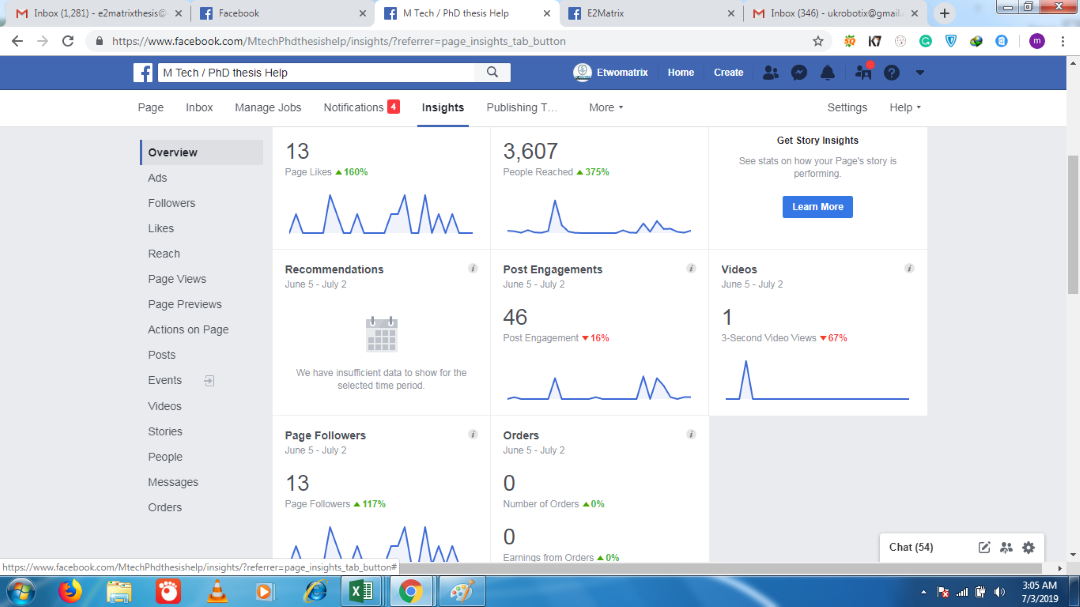 Inbox (1,281) - e2matrixthesis@
Facebook
M Tech / PhD thesis Help
E2Matrix
Inbox (346) - ukrobotix@gmail.
https://www.facebook.com/MtechPhdthesishelp/insights/?referrer=page_insights_tab_button
M Tech / PhD thesis Help
Etwomatrix
Home
Create
Page
Inbox
Manage Jobs
Notifications 4
Insights
Publishing T...
More
Settings
Help
Overview
Ads
Followers
Likes
Reach
Page Views
Page Previews
Actions on Page
Posts
Events
Videos
Stories
People
Messages
Orders
13
Page Likes 160%
3,607
People Reached 375%
Get Story Insights
See stats on how your Page's story is
performing.
Learn More
Recommendations
June 5 - July 2
We have insufficient data to show for the
selected time period.
Post Engagements
June 5 - July 2
46
Post Engagement 16%
Videos
June 5 - July 2
1
3-Second Video Views 67%
Page Followers
June 5 - July 2
13
Page Followers 117%
Orders
June 5 - July 2
0
Number of Orders 0%
0
Earnings from Orders 0%
Chat (54)
https://www.facebook.com/MtechPhdthesishelp/insights/?referrer=page_insights_tab_button#
3:05 AM
7/3/2019